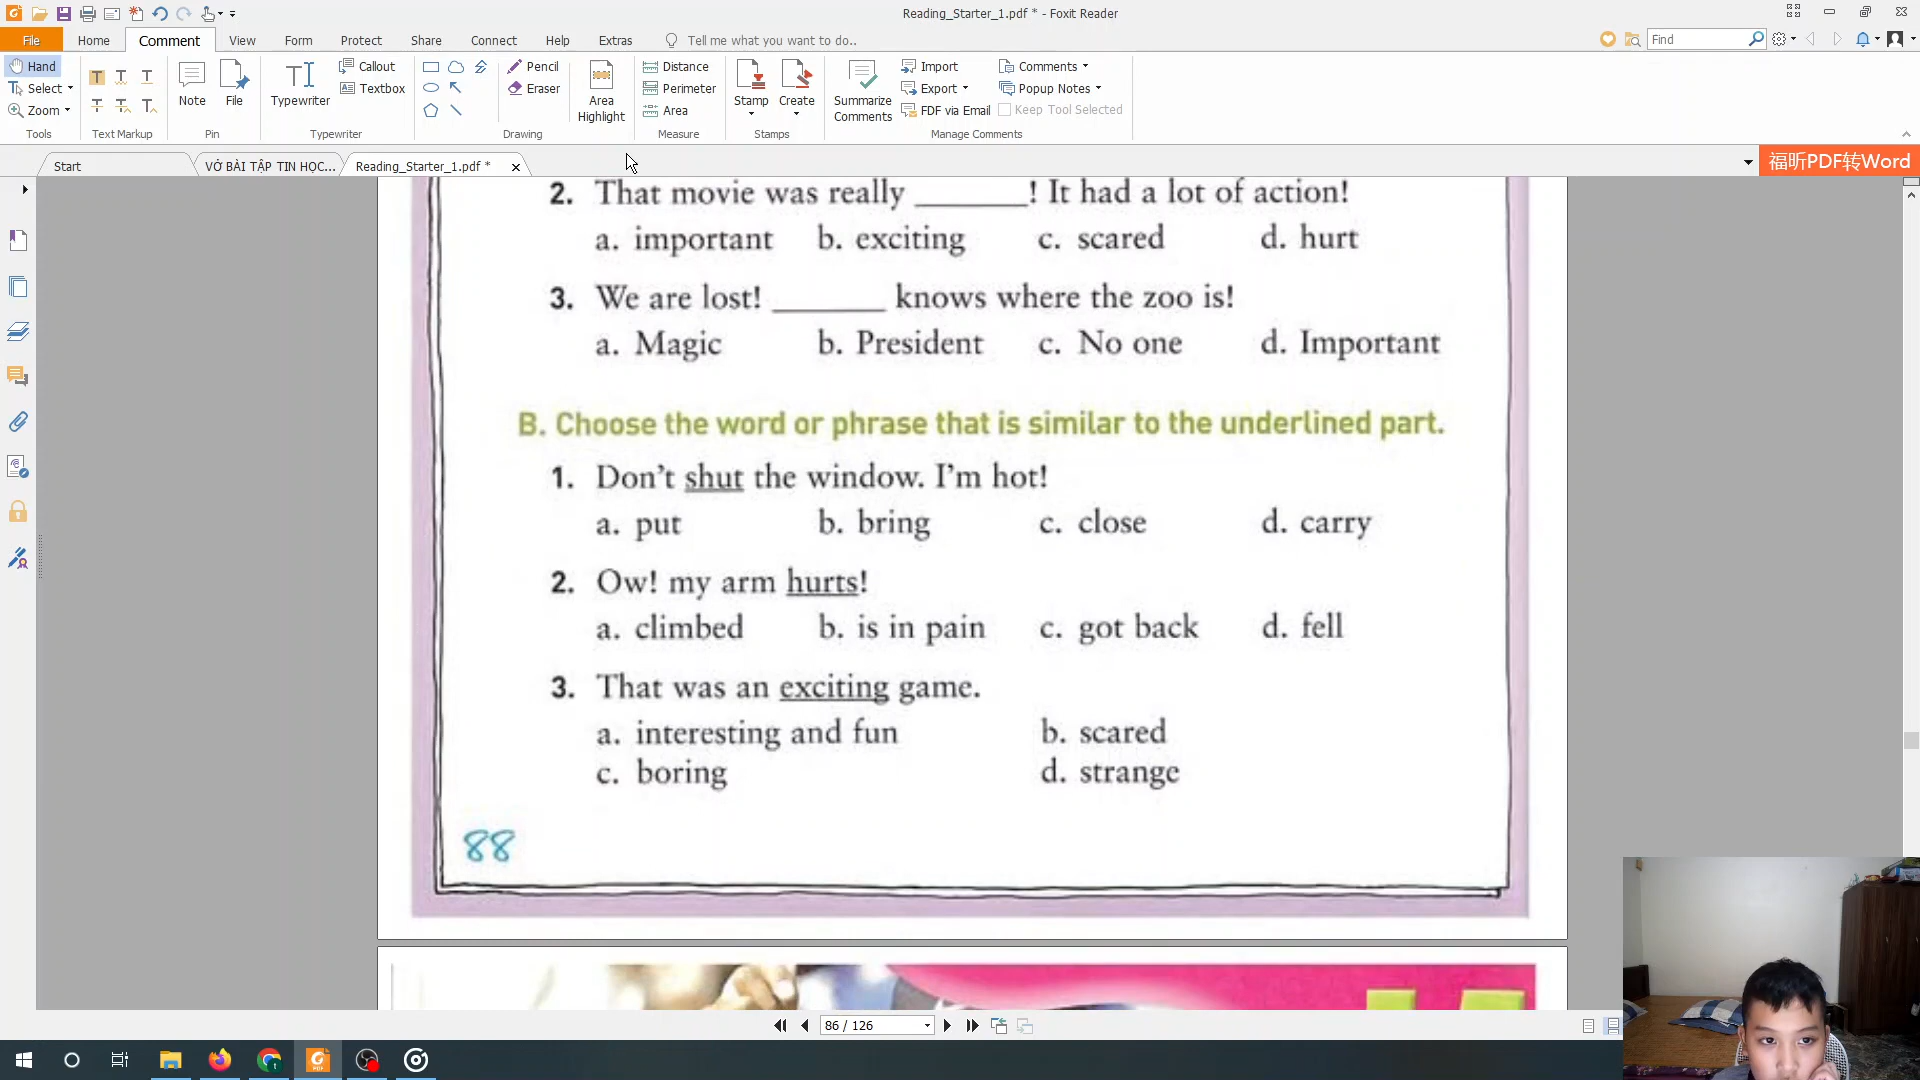 Reading_Starter_1.pdf * - Foxit Reader
File Home Comment View Form Protect Share Connect Help Extras Tell me what you want to do.. Find
Hand
Select
Zoom
Tools
T T T
T T T
Text Markup
Note
File
Pin
Typewriter
Callout
Textbox
Typewriter
Pencil
Eraser
Drawing
Area
Highlight
Distance
Perimeter
Area
Measure
Stamp
Create
Stamps
Summarize
Comments
Import
Export
FDF via Email
Comments
Popup Notes
Keep Tool Selected
Manage Comments
Start VỞ BÀI TẬP TIN HỌC... Reading_Starter_1.pdf * 福昕PDF转Word
2. That movie was really ________! It had a lot of action!
a. important b. exciting c. scared d. hurt
3. We are lost! ________ knows where the zoo is!
a. Magic b. President c. No one d. Important
B. Choose the word or phrase that is similar to the underlined part.
1. Don't shut the window. I'm hot!
a. put b. bring c. close d. carry
2. Ow! my arm hurts!
a. climbed b. is in pain c. got back d. fell
3. That was an exciting game.
a. interesting and fun b. scared
c. boring d. strange
88
86 / 126